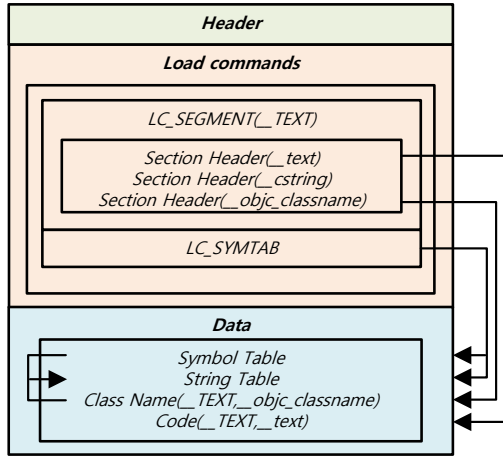 Header
Load commands
LC_SEGMENT(__TEXT)
Section Header(__text)
Section Header(__cstring)
Section Header(__objc_classname)
LC_SYMTAB
Data
Symbol Table
String Table
Class Name(__TEXT,__objc_classname)
Code(__TEXT,__text)